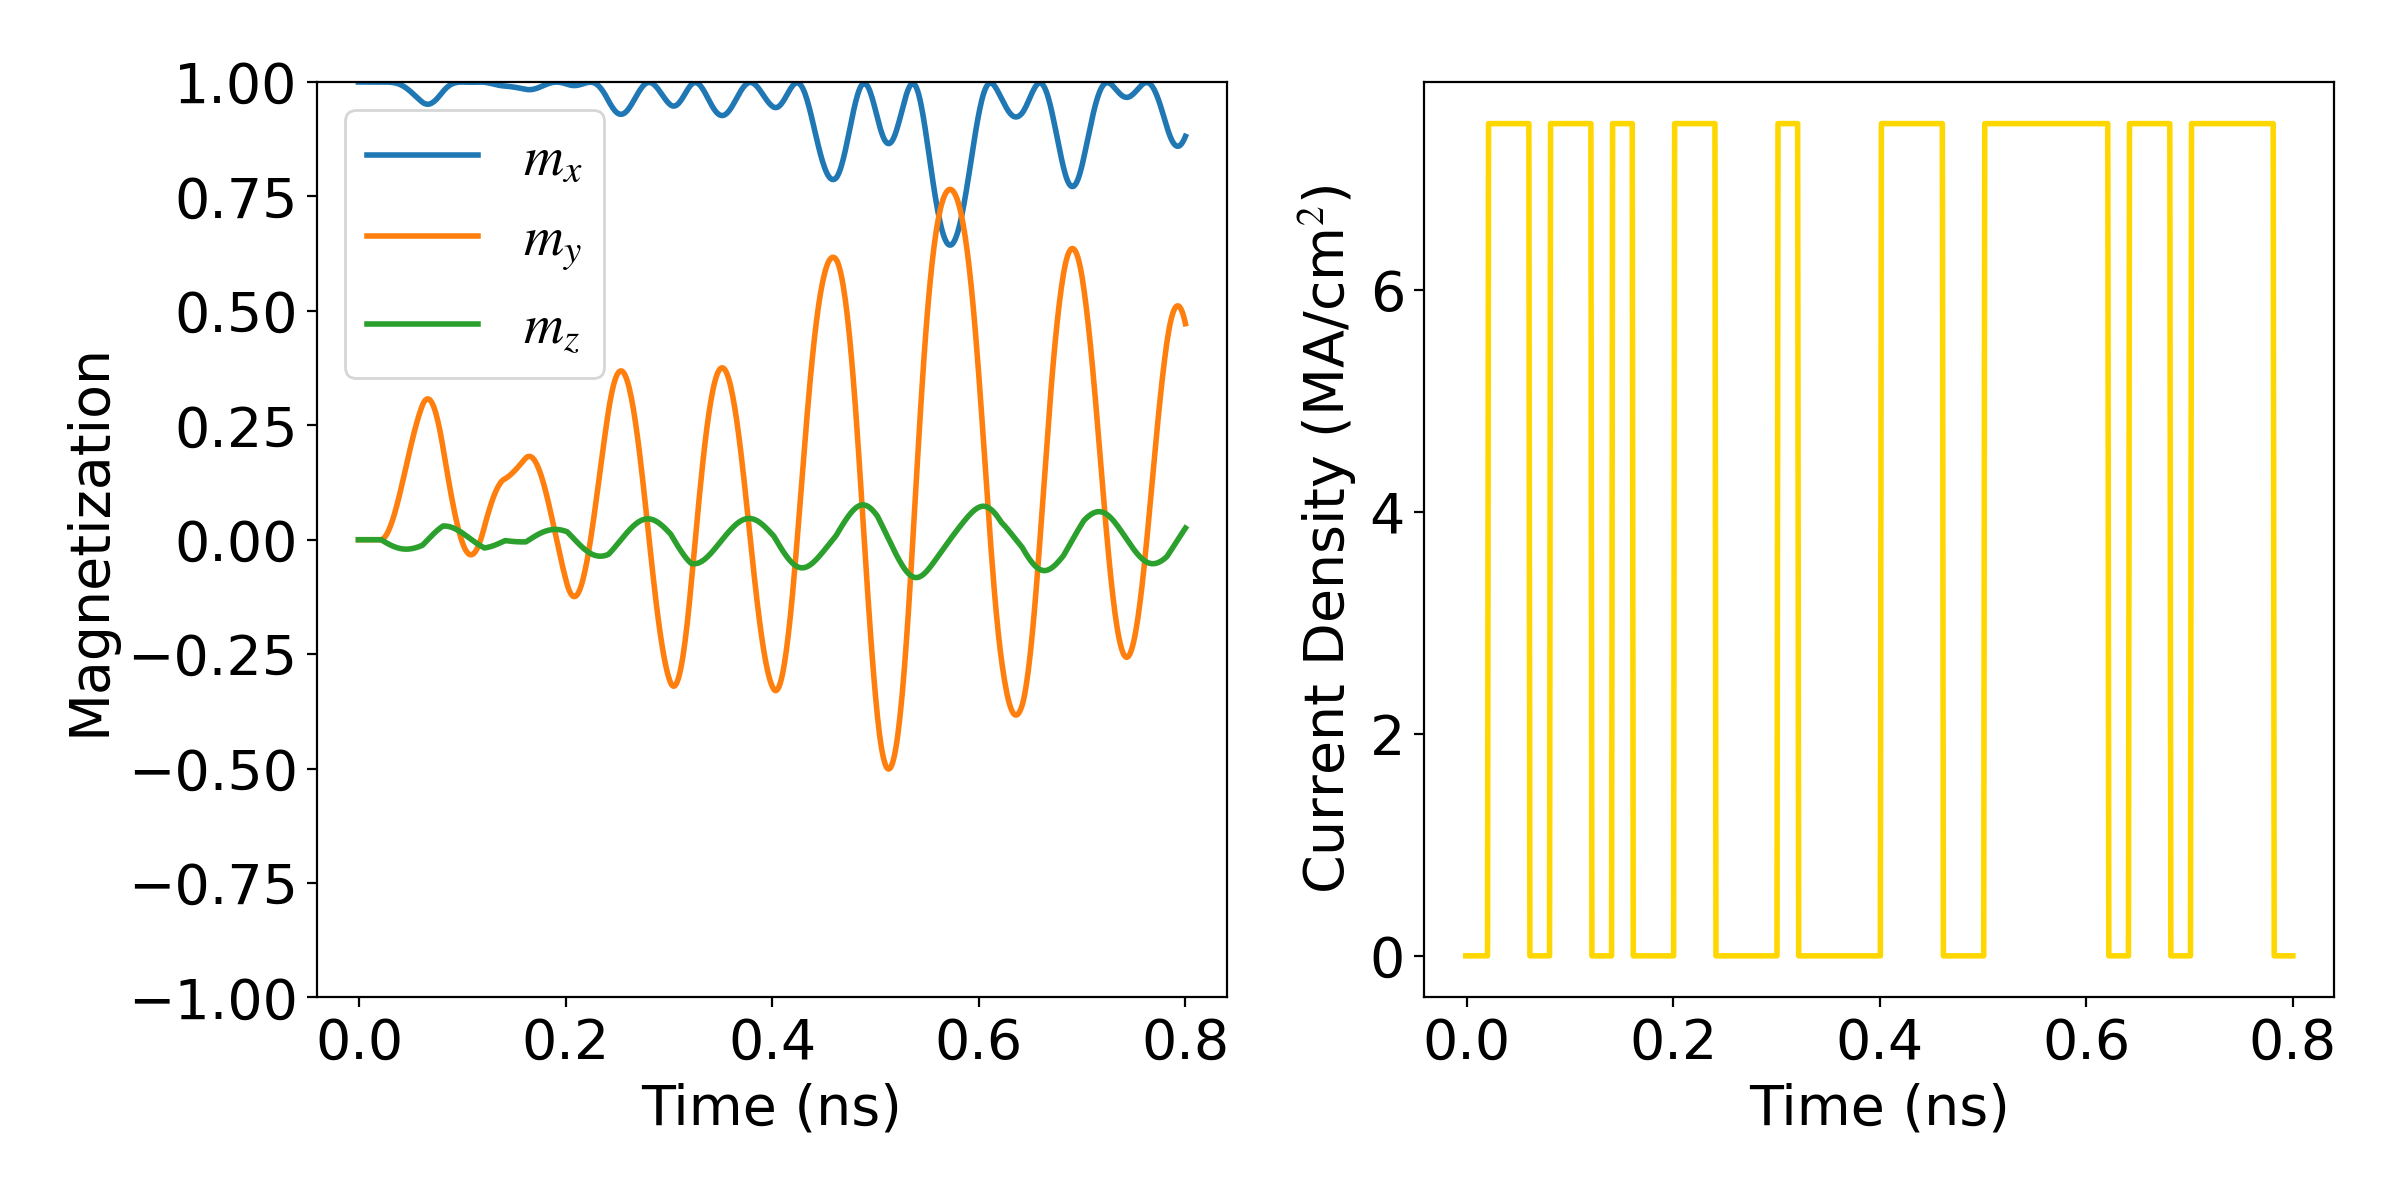 Magnetization
1.00
0.75
0.50
0.25
0.00
−0.25
−0.50
−0.75
−1.00
m_x
m_y
m_z
0.0 0.2 0.4 0.6 0.8
Time (ns)
Current Density (MA/cm²)
6
4
2
0
0.0 0.2 0.4 0.6 0.8
Time (ns)